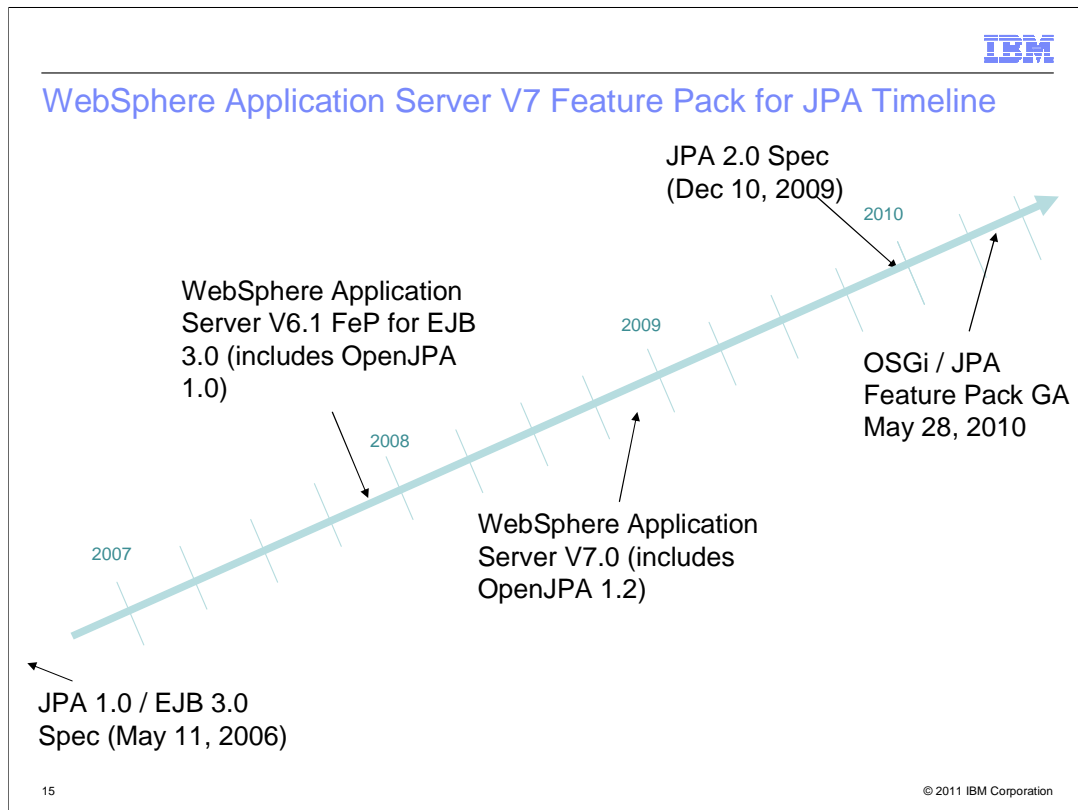 IBM
WebSphere Application Server V7 Feature Pack for JPA Timeline
JPA 2.0 Spec
(Dec 10, 2009)
2010
WebSphere Application
Server V6.1 FeP for EJB
3.0 (includes OpenJPA
1.0)
2009
OSGi / JPA
Feature Pack GA
May 28, 2010
2008
WebSphere Application
Server V7.0 (includes
OpenJPA 1.2)
2007
JPA 1.0 / EJB 3.0
Spec (May 11, 2006)
15
© 2011 IBM Corporation